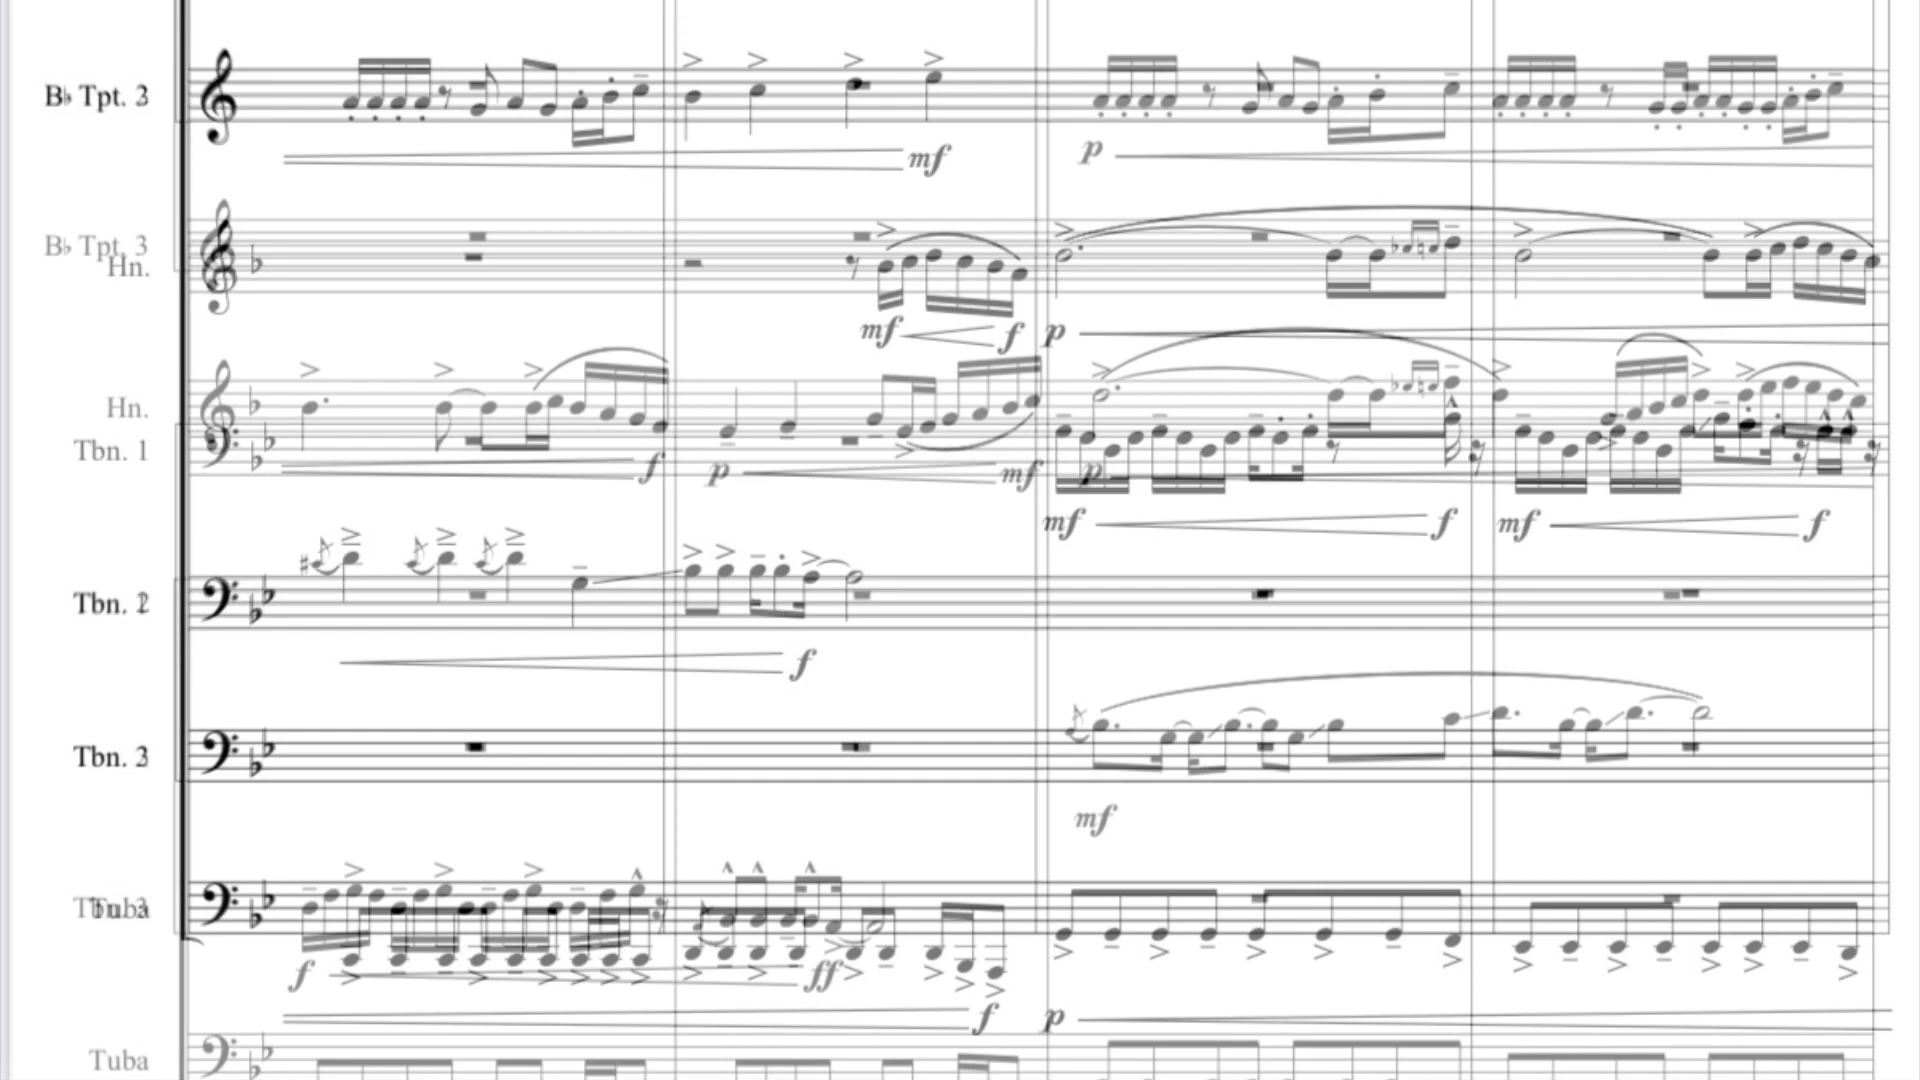 B♭ Tpt. 3
mf
p
B♭ Tpt. 3
Hn.
mf f p
Hn.
Tbn. 1
f p mf p
mf f mf f
Tbn. 2
f
Tbn. 3
mf
Tuba
f ff
f p
Tuba